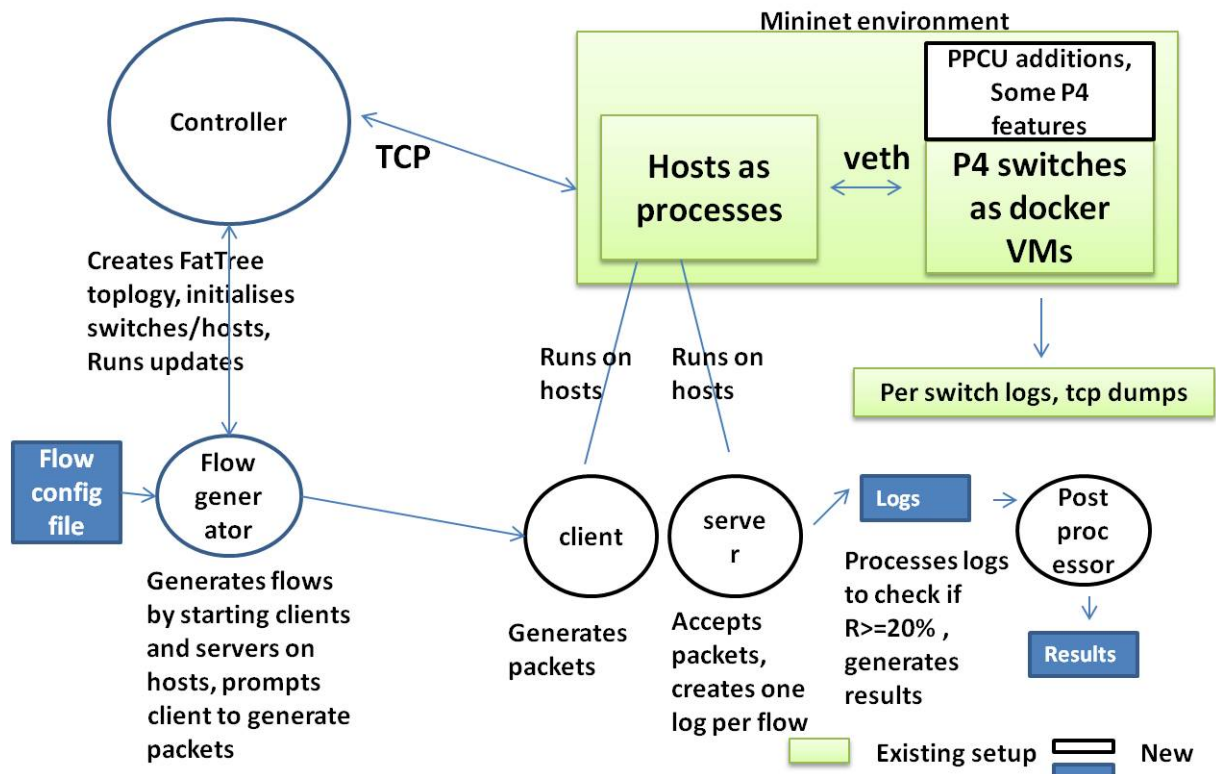 Mininet environment
PPCU additions,
Some P4
features
Controller
TCP
Hosts as
processes
veth
P4 switches
as docker
VMs
Creates FatTree
toplogy, initialises
switches/hosts,
Runs updates
Runs on
hosts
Runs on
hosts
Per switch logs, tcp dumps
Flow
config
file
Flow
gener
ator
client
serve
r
Logs
Post
proc
essor
Generates flows
by starting clients
and servers on
hosts, prompts
client to generate
packets
Generates
packets
Accepts
packets,
creates one
log per flow
Processes logs
to check if
R>=20% ,
generates
results
Results
Existing setup
New